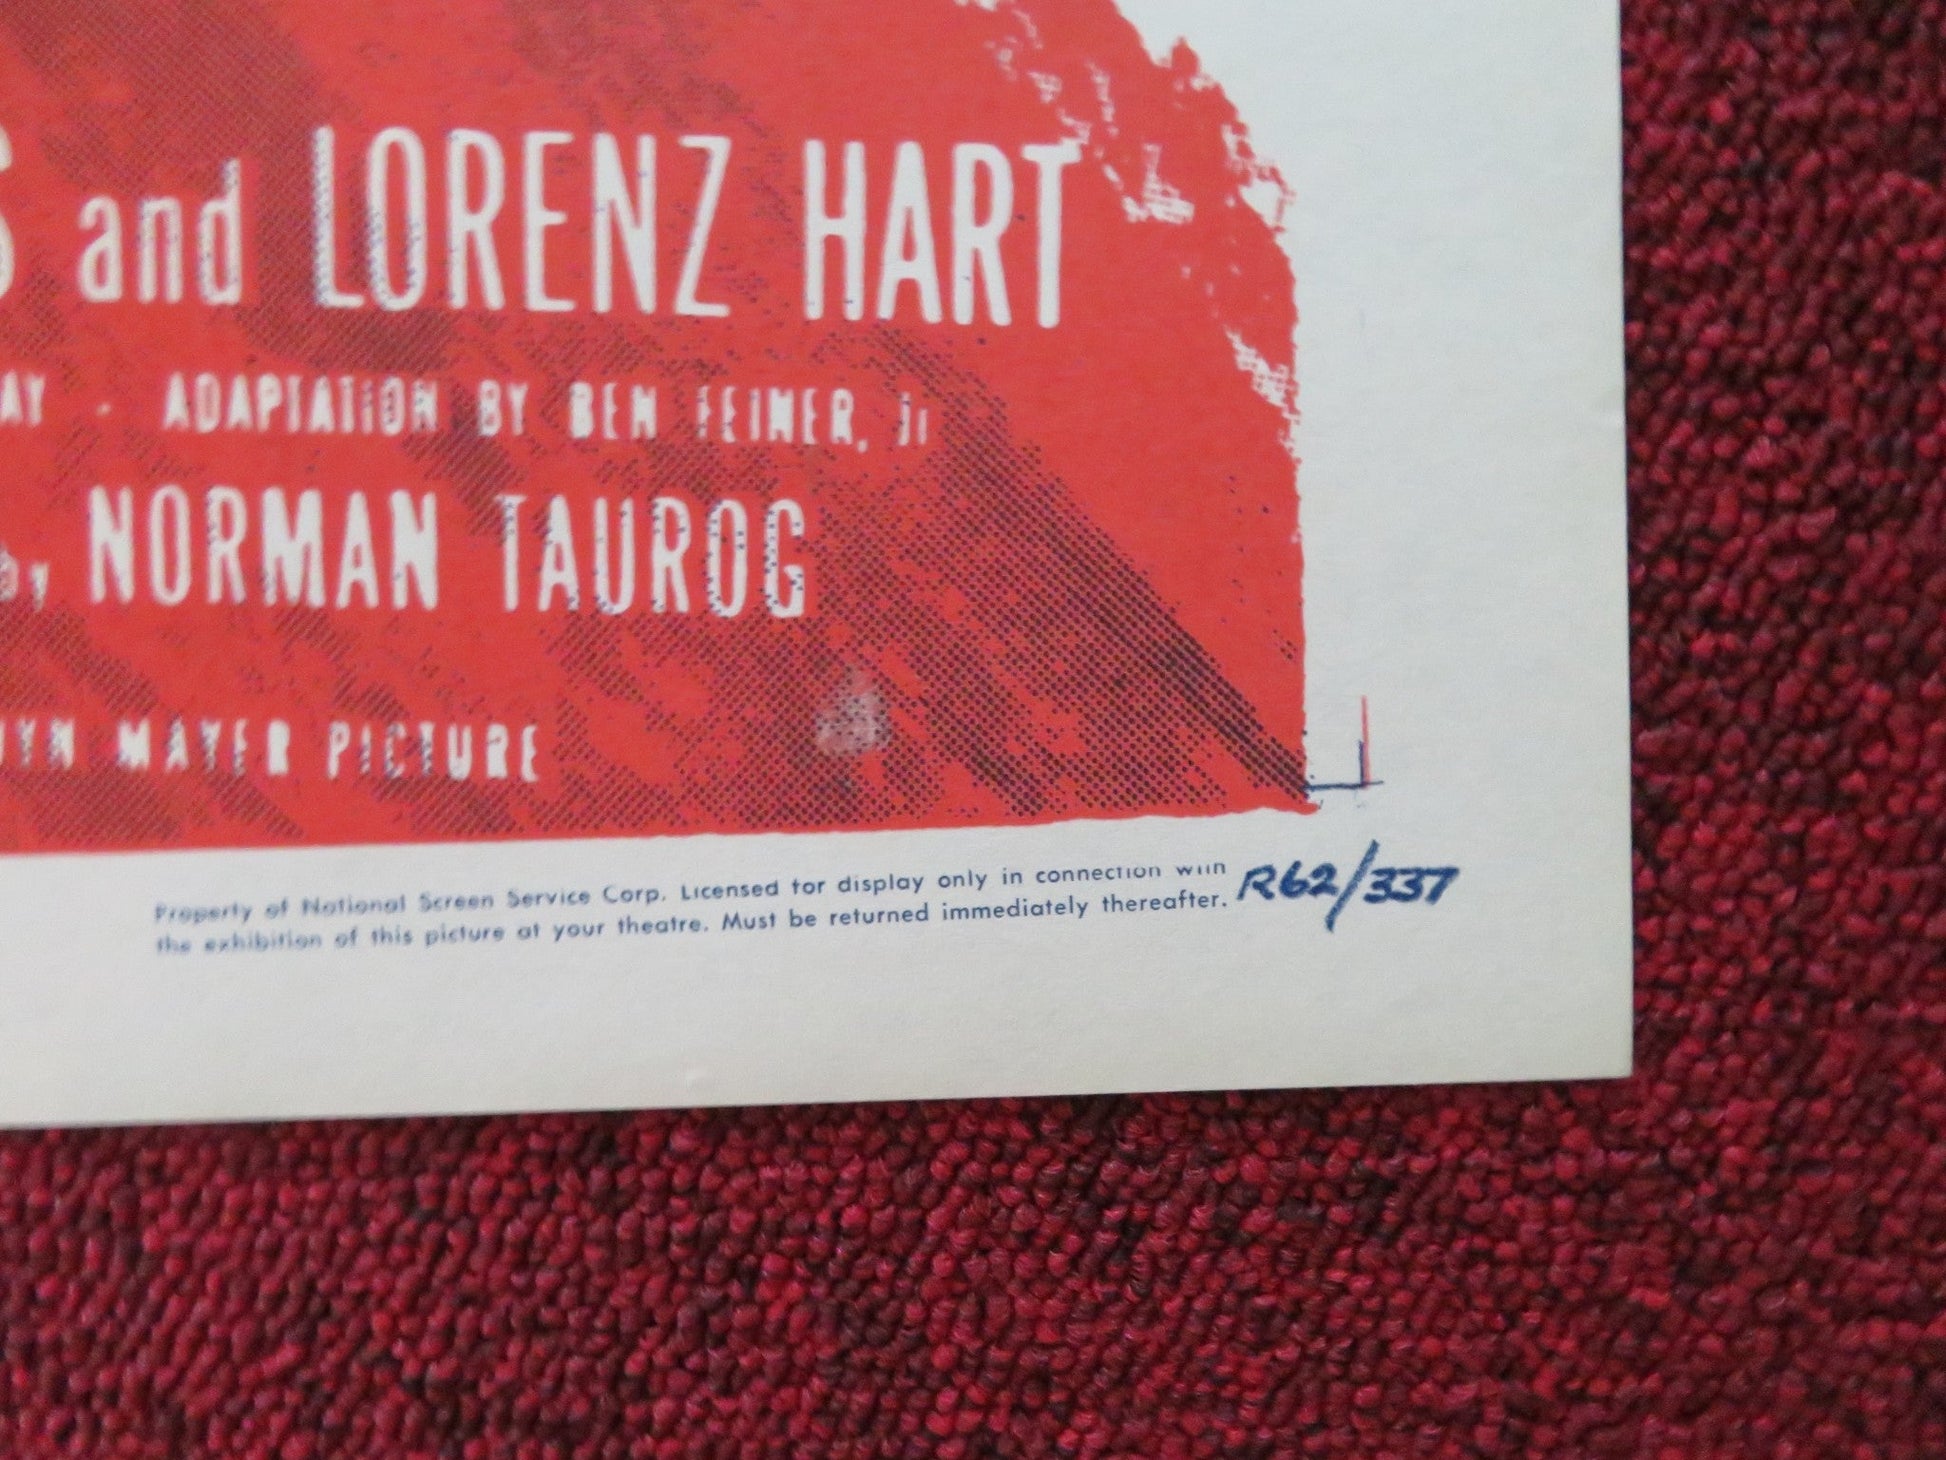 S and LORENZ HART
AY · ADAPTATION BY BEN FEINER, Jr
by NORMAN TAUROG
WYN MAYER PICTURE
Property of National Screen Service Corp. Licensed for display only in connection with
the exhibition of this picture at your theatre. Must be returned immediately thereafter.
R62/337